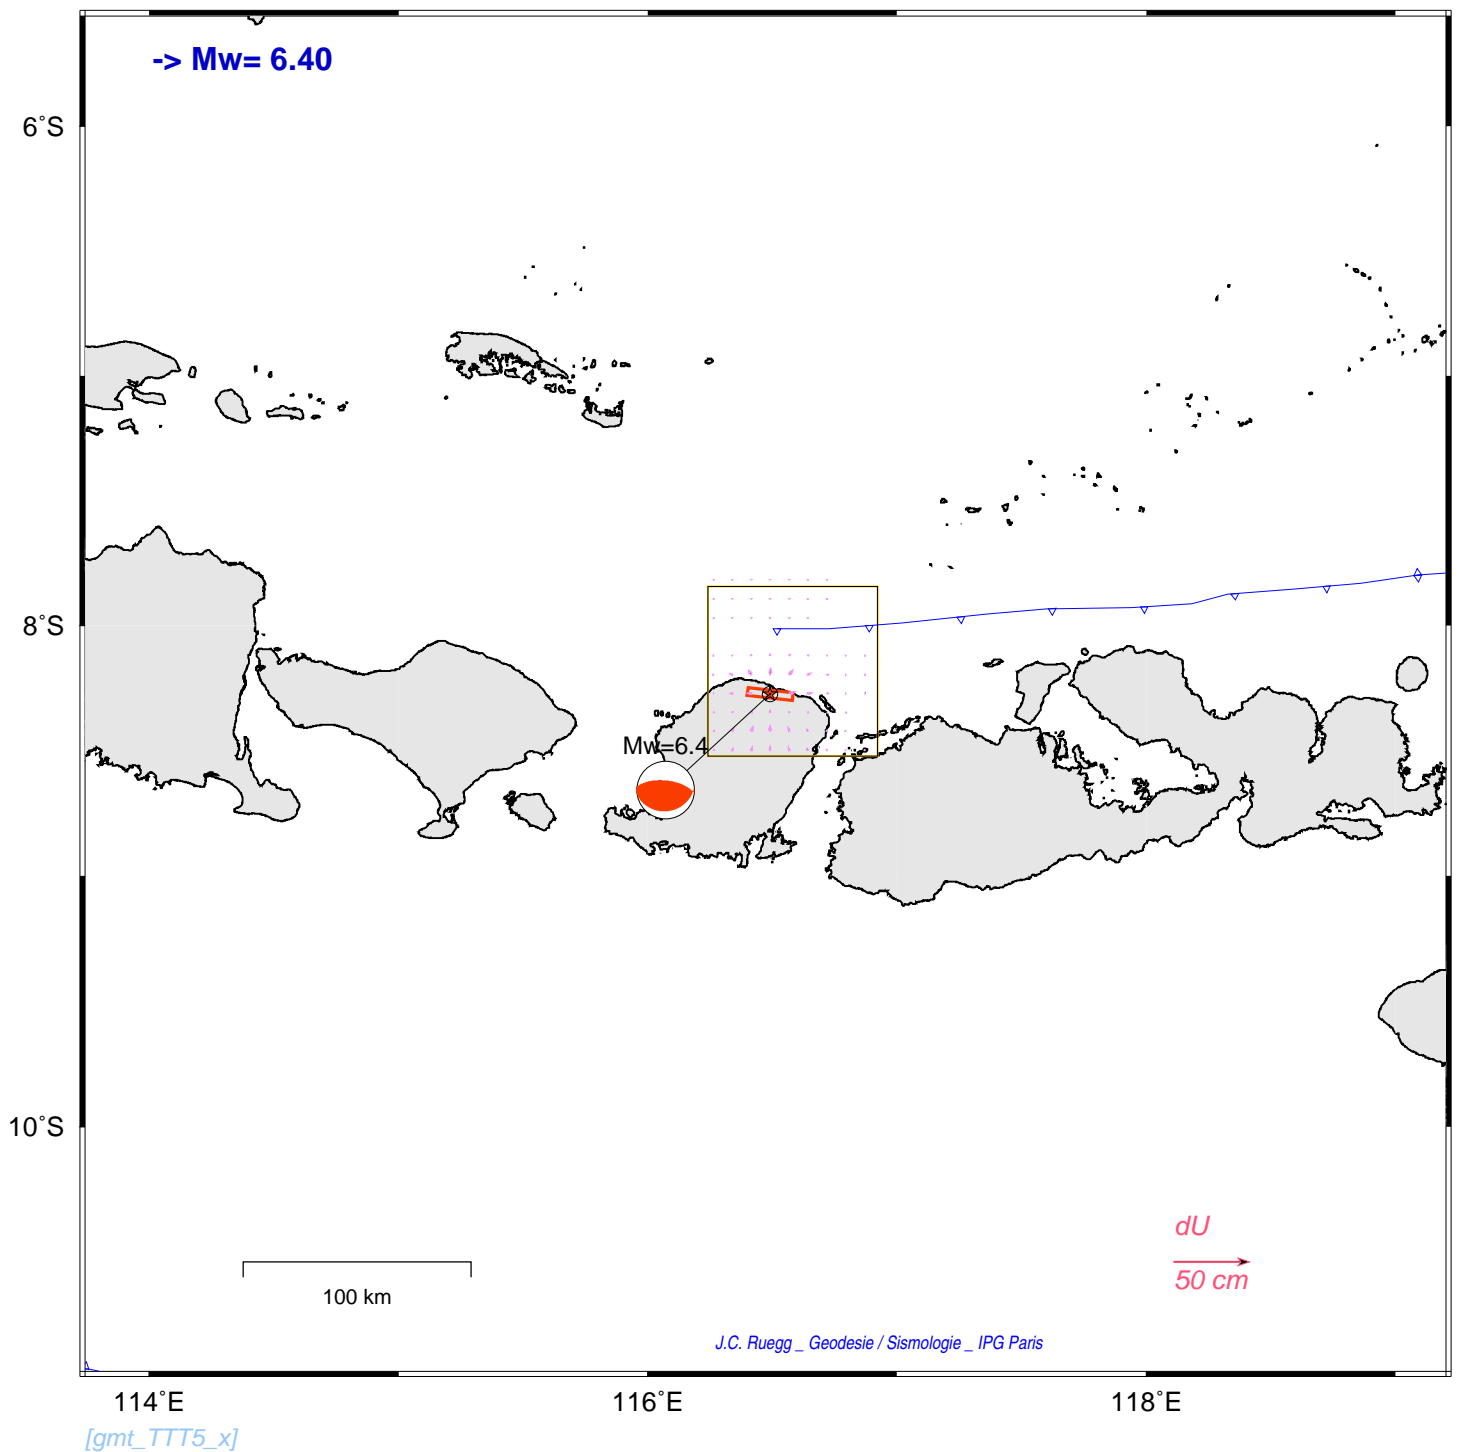 -> Mw= 6.40
6°S
8°S
Mw=6.4
10°S
dU
50 cm
100 km
J.C. Ruegg _ Geodesie / Sismologie _ IPG Paris
114°E
116°E
118°E
[gmt_TTT5_x]